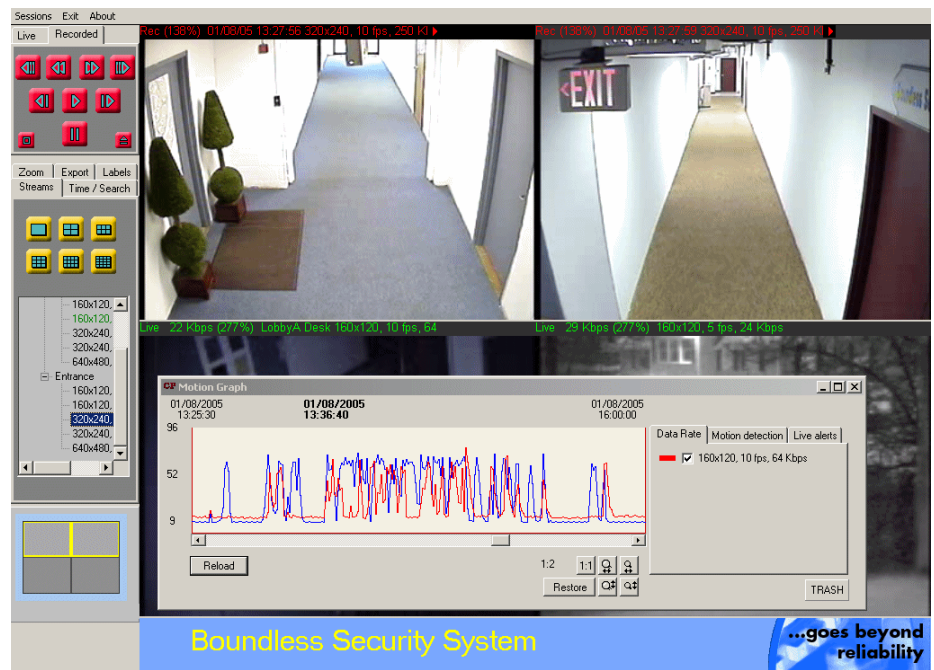 Sessions Exit About
Live Recorded
Rec (138%) 01/08/05 13:27:56 320x240, 10 fps, 250 Kl
Rec (138%) 01/08/05 13:27:59 320x240, 10 fps, 250 Kl
<EXIT
Boundless S
Zoom Export Labels
Streams Time / Search
160x120,
160x120,
320x240,
320x240,
640x480,
Entrance
160x120,
160x120,
320x240,
320x240,
640x480,
Live 22 Kbps (277%) LobbyA Desk 160x120, 10 fps, 64
Live 29 Kbps (277%) 160x120, 5 fps, 24 Kbps
Motion Graph
01/08/2005 01/08/2005 01/08/2005
13:25:30 13:36:40 16:00:00
96
52
9
Data Rate Motion detection Live alerts
160x120, 10 fps, 64 Kbps
Reload
1:2 1:1
Restore
TRASH
Boundless Security System
...goes beyond
reliability